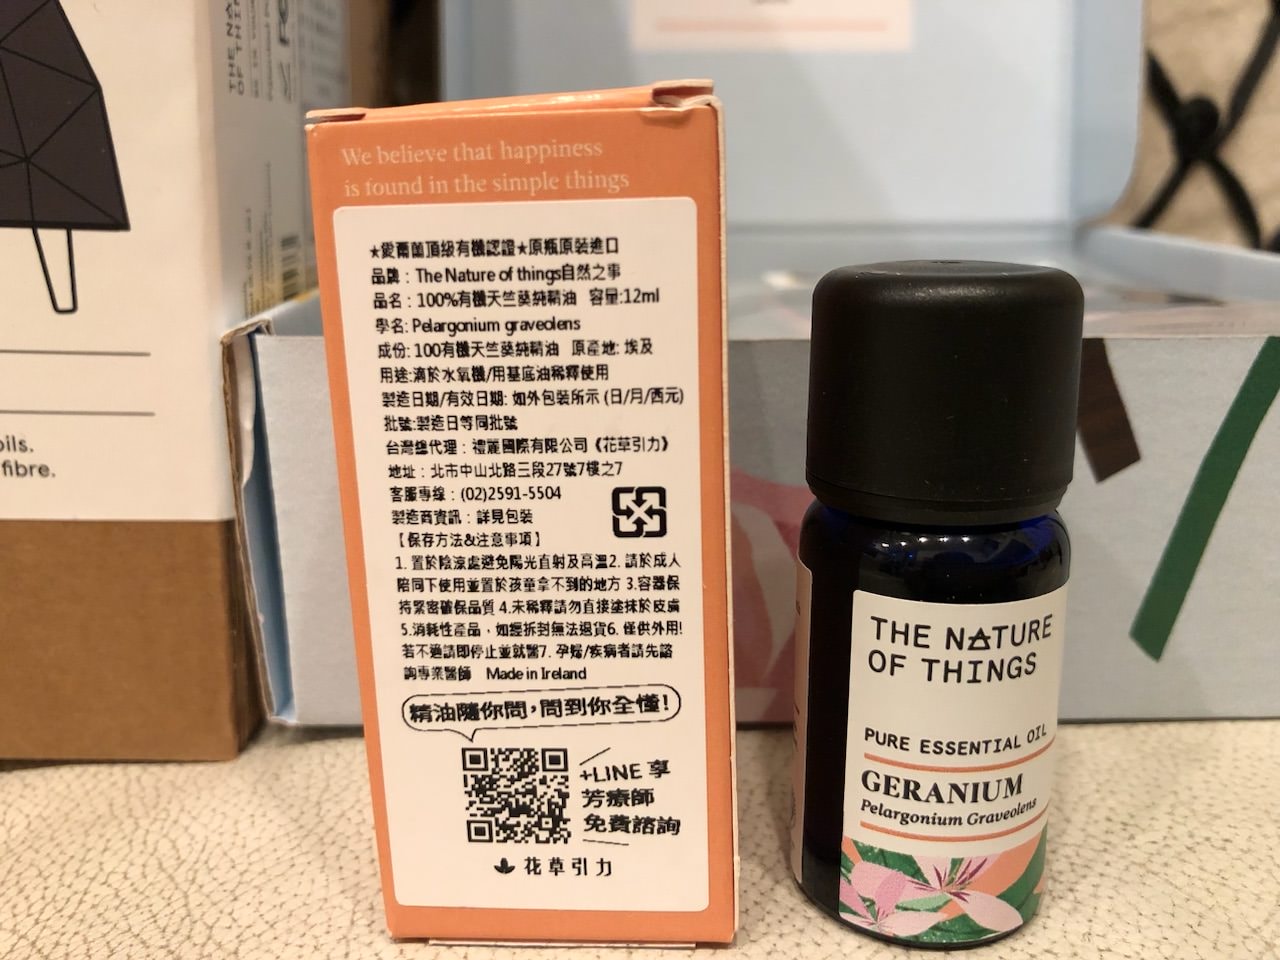 We believe that happiness
is found in the simple things
★愛爾蘭頂級有機認證★原瓶原裝進口
品牌：The Nature of things自然之事
品名：100%有機天竺葵純精油 容量:12ml
學名: Pelargonium graveolens
成份: 100有機天竺葵純精油 原產地: 埃及
用途:滴於水氧機/用基底油稀釋使用
製造日期/有效日期: 如外包裝所示 (日/月/西元)
批號:製造日等同批號
台灣總代理：禮麗國際有限公司《花草引力》
地址：北市中山北路三段27號7樓之7
客服專線：(02)2591-5504
製造商資訊：詳見包裝
【保存方法&注意事項】
1. 置於陰涼處避免陽光直射及高溫2. 請於成人
陪同下使用並置於孩童拿不到的地方 3.容器保
持緊密確保品質 4.未稀釋請勿直接塗抹於皮膚
5.消耗性產品，如經拆封無法退貨6. 僅供外用!
若不適請即停止並就醫7. 孕婦/疾病者請先諮
詢專業醫師 Made in Ireland
精油隨你問，問到你全懂！
+LINE 享
芳療師
免費諮詢
花草引力
THE NATURE
OF THINGS
PURE ESSENTIAL OIL
GERANIUM
Pelargonium Graveolens
oils.
fibre.